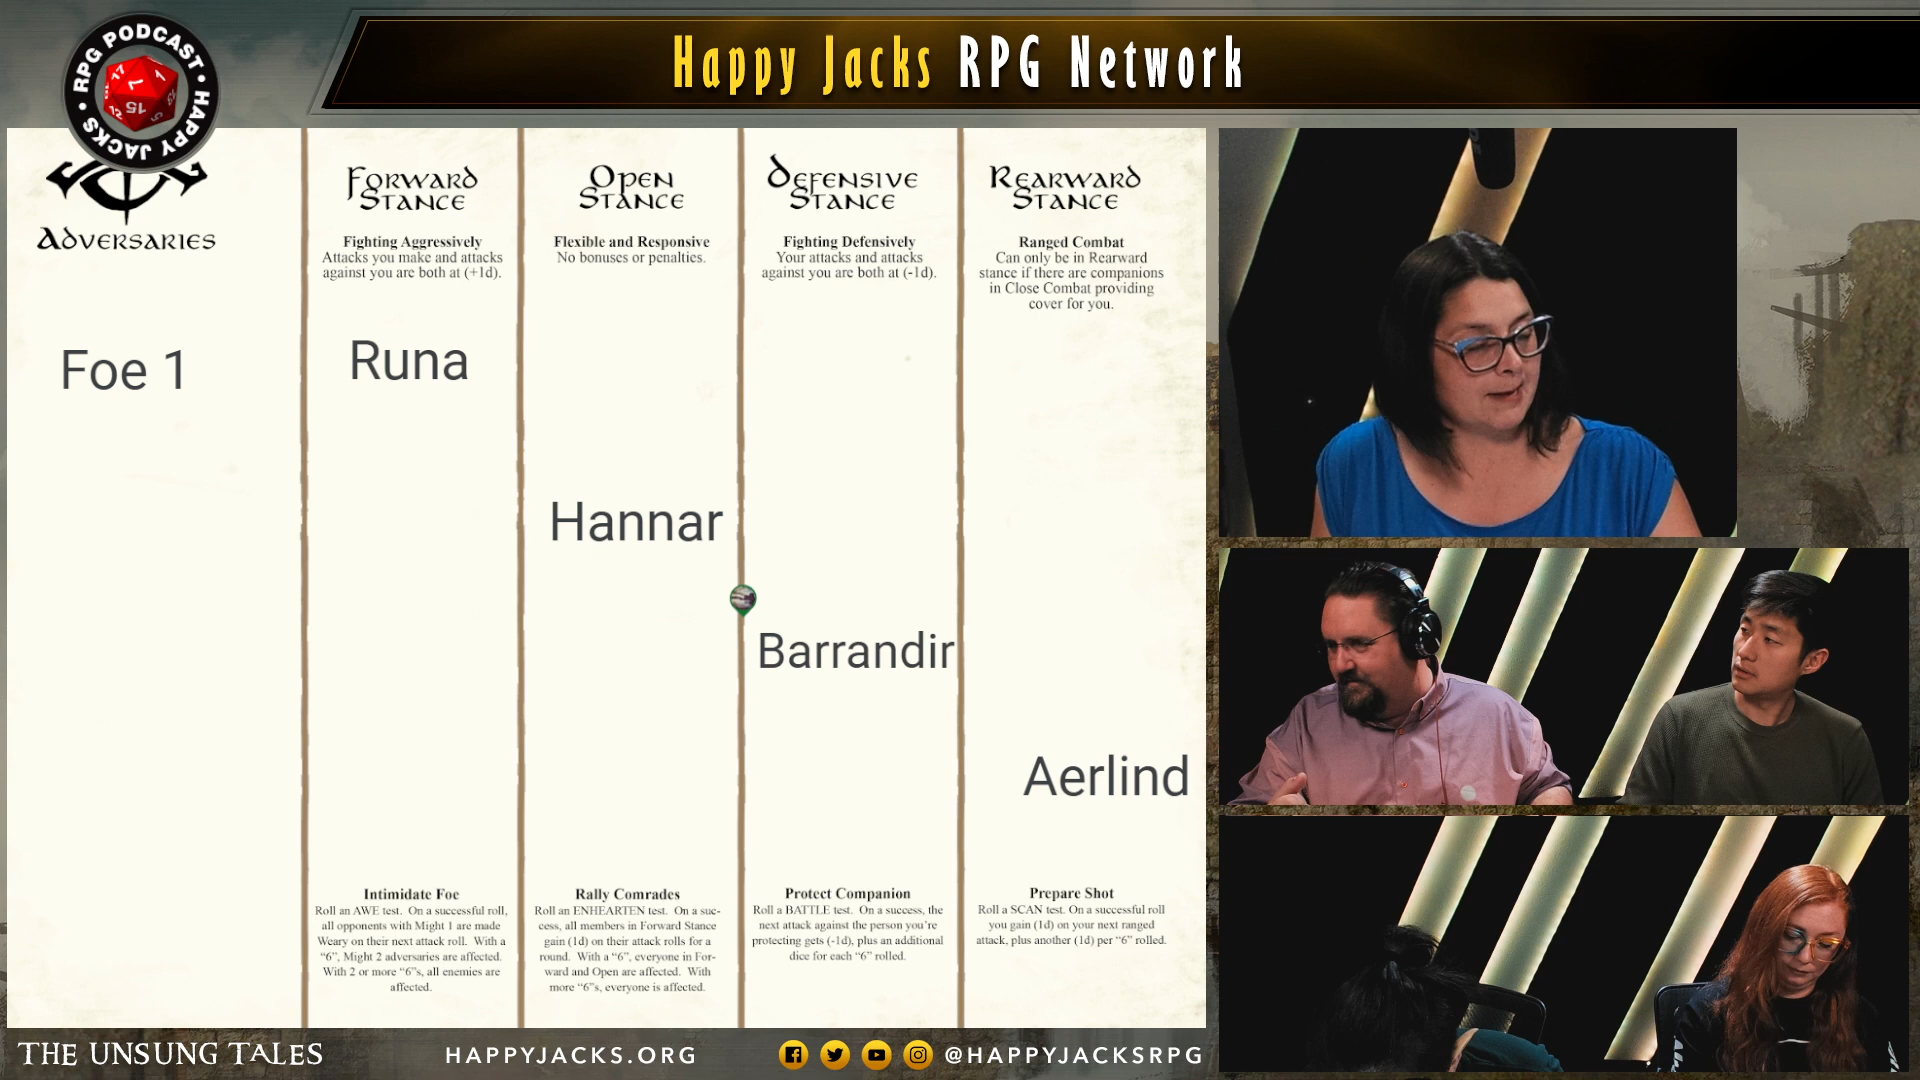 RPG PODCAST • HAPPY JACKS •
17
7
1
15
12
Happy Jacks RPG Network
ADVERSARIES
Foe 1
FORWARD
STANCE
Fighting Aggressively
Attacks you make and attacks
against you are both at (+1d).
Runa
Intimidate Foe
Roll an AWE test. On a successful roll,
all opponents with Might 1 are made
Weary on their next attack roll. With a
“6”, Might 2 adversaries are affected.
With 2 or more “6”s, all enemies are
affected.
OPEN
STANCE
Flexible and Responsive
No bonuses or penalties.
Hannar
Rally Comrades
Roll an ENHEARTEN test. On a suc-
cess, all members in Forward Stance
gain (1d) on their attack rolls for a
round. With a “6”, everyone in For-
ward and Open are affected. With
more “6”s, everyone is affected.
DEFENSIVE
STANCE
Fighting Defensively
Your attacks and attacks
against you are both at (-1d).
Barrandir
Protect Companion
Roll a BATTLE test. On a success, the
next attack against the person you’re
protecting gets (-1d), plus an additional
dice for each “6” rolled.
REARWARD
STANCE
Ranged Combat
Can only be in Rearward
stance if there are companions
in Close Combat providing
cover for you.
Aerlind
Prepare Shot
Roll a SCAN test. On a successful roll
you gain (1d) on your next ranged
attack, plus another (1d) per “6” rolled.
THE UNSUNG TALES
HAPPYJACKS.ORG
@HAPPYJACKSRPG